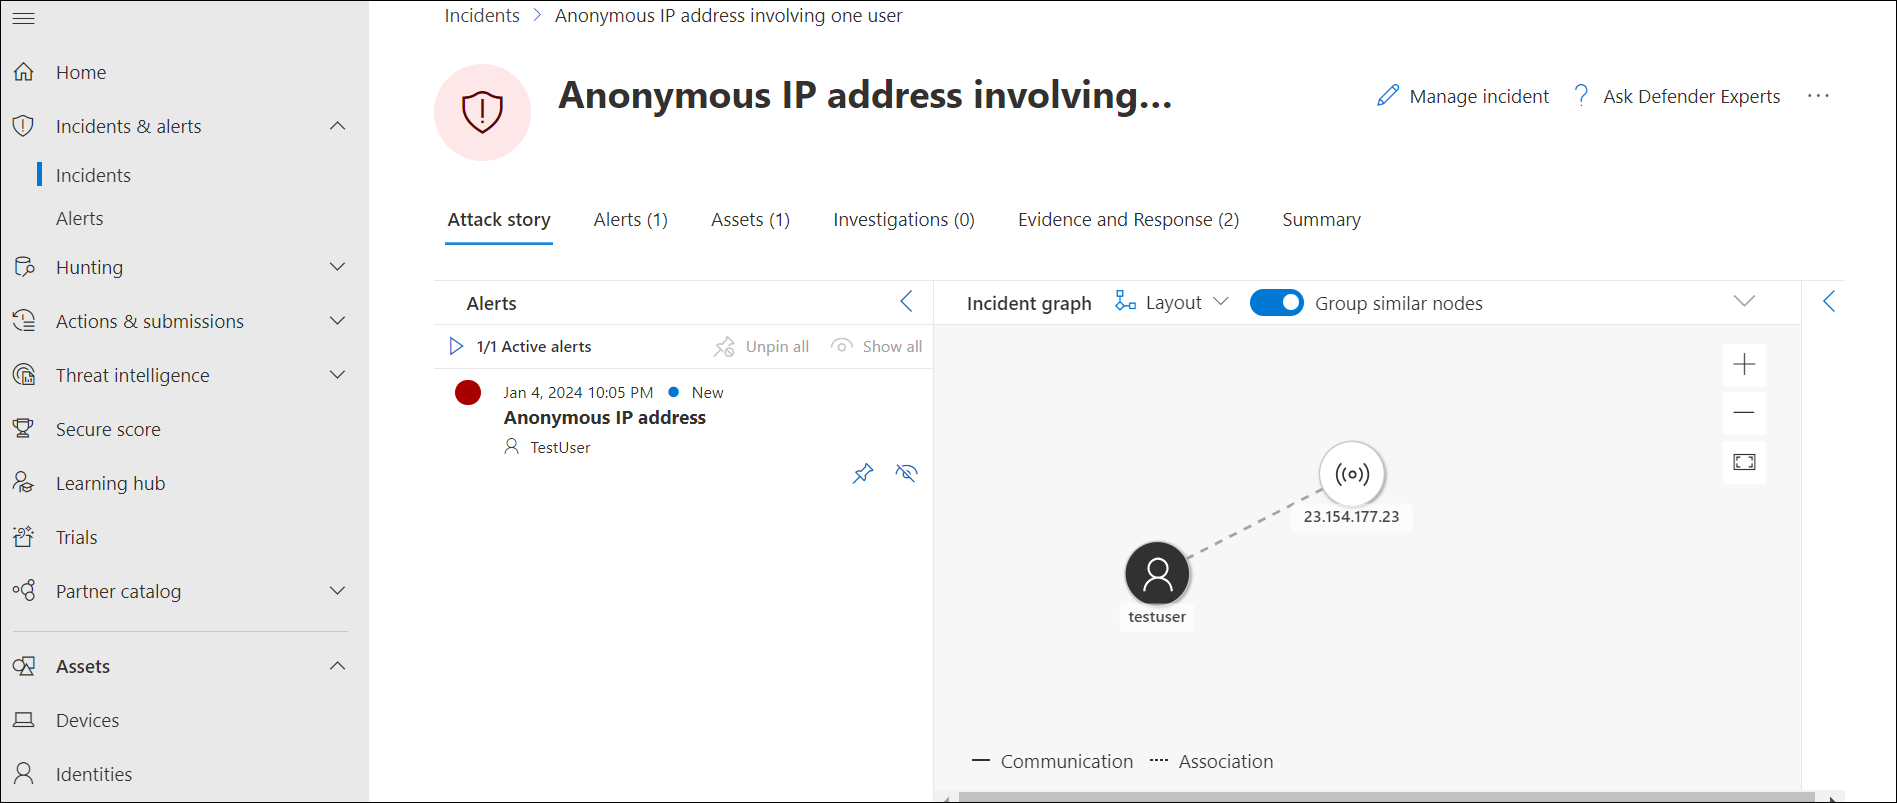 Incidents > Anonymous IP address involving one user
Home
Incidents & alerts
Incidents
Alerts
Hunting
Actions & submissions
Threat intelligence
Secure score
Learning hub
Trials
Partner catalog
Assets
Devices
Identities
Anonymous IP address involving...
Manage incident
? Ask Defender Experts
...
Attack story
Alerts (1)
Assets (1)
Investigations (0)
Evidence and Response (2)
Summary
Alerts
1/1 Active alerts
Unpin all
Show all
Jan 4, 2024 10:05 PM
New
Anonymous IP address
TestUser
Incident graph
Layout
Group similar nodes
23.154.177.23
testuser
Communication
Association